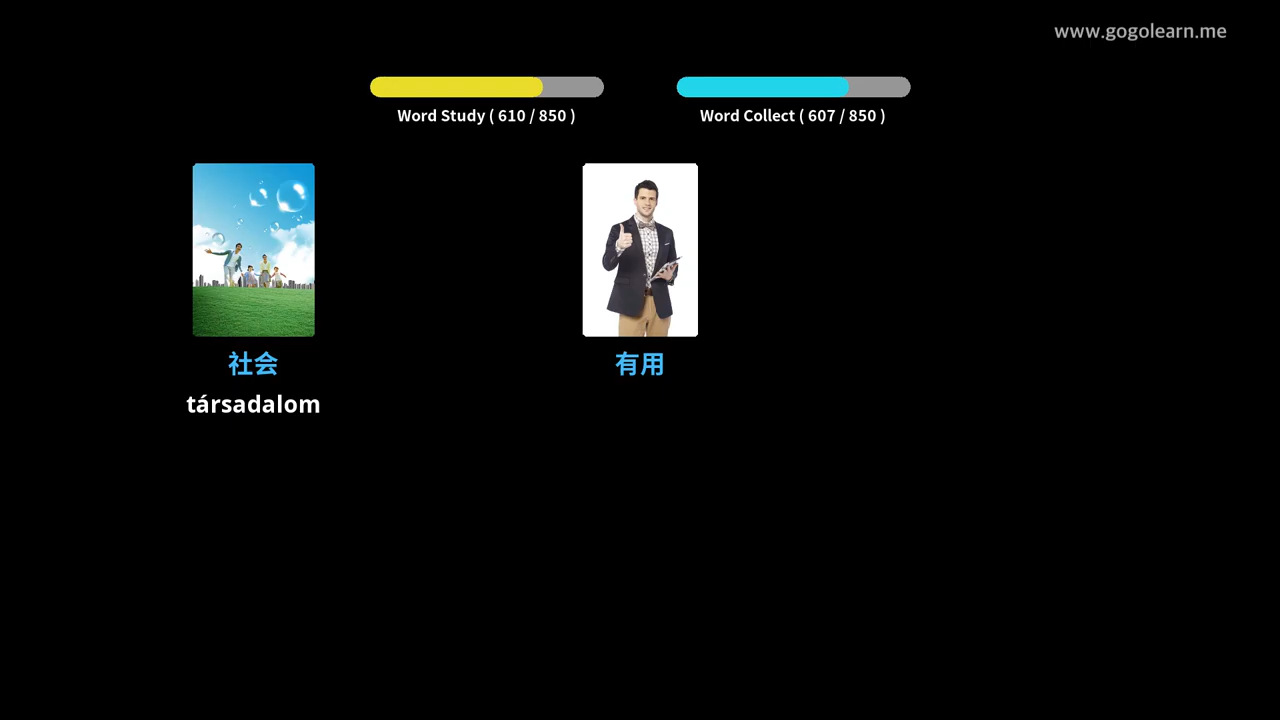 www.gogolearn.me
Word Study ( 610 / 850 )
Word Collect ( 607 / 850 )
社会
有用
társadalom